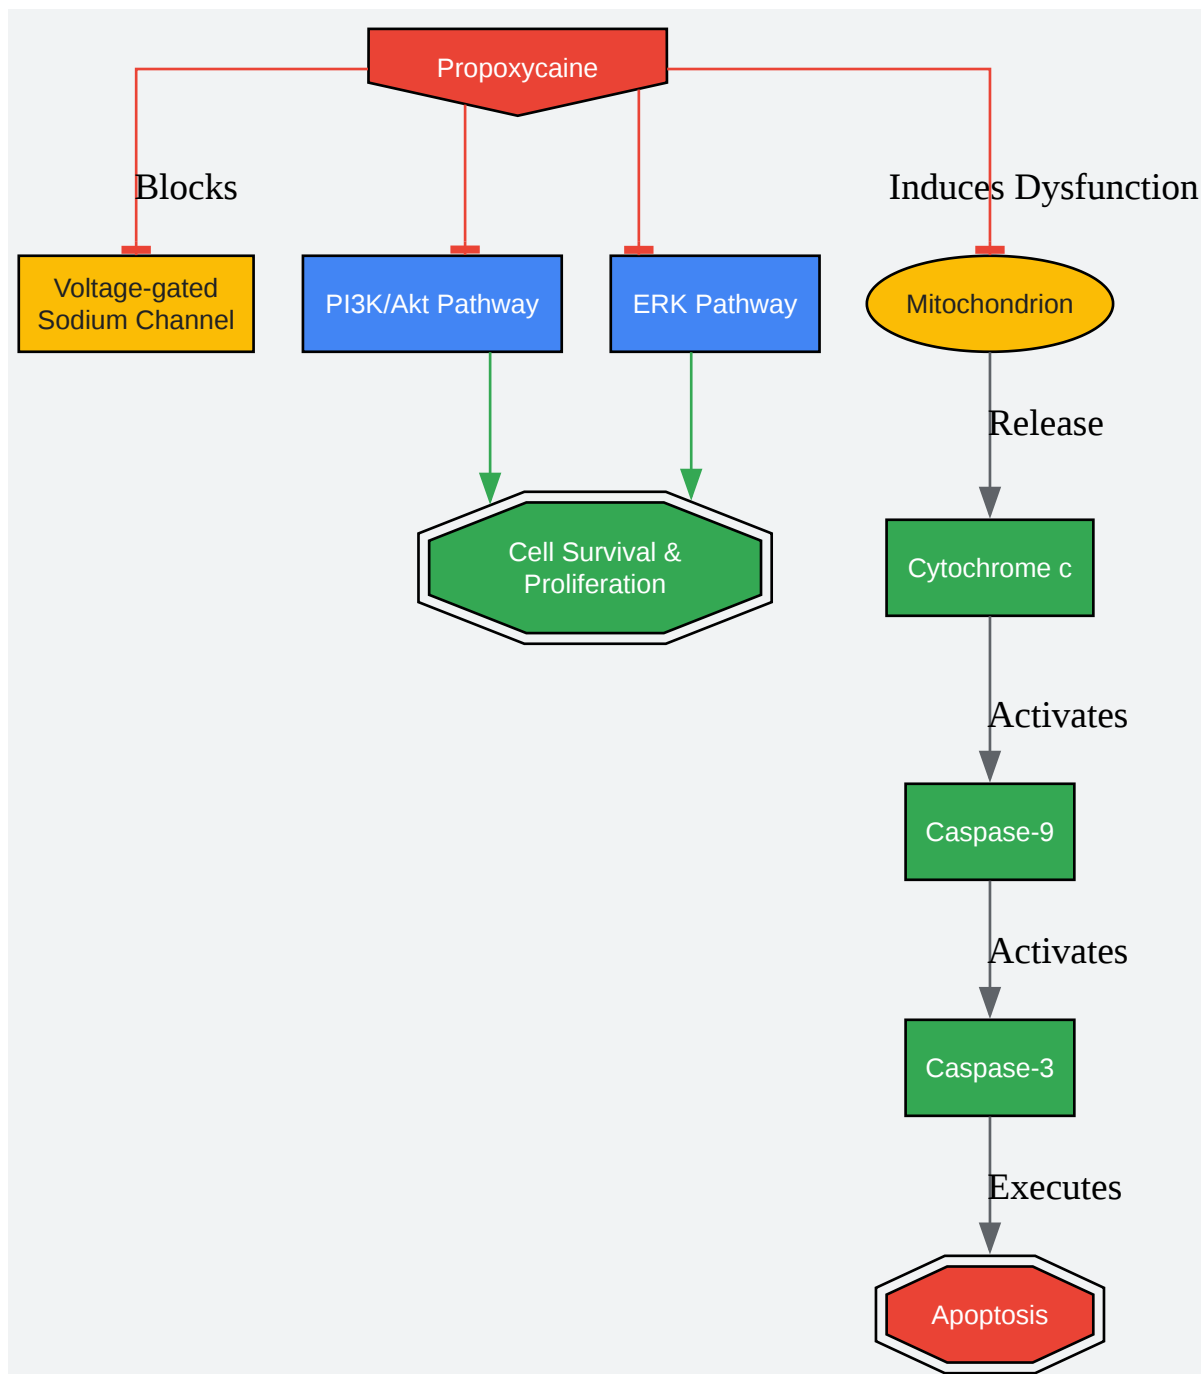 Propoxycaine
Blocks
Induces Dysfunction
Voltage-gated
Sodium Channel
PI3K/Akt Pathway
ERK Pathway
Mitochondrion
Release
Cell Survival &
Proliferation
Cytochrome c
Activates
Caspase-9
Activates
Caspase-3
Executes
Apoptosis